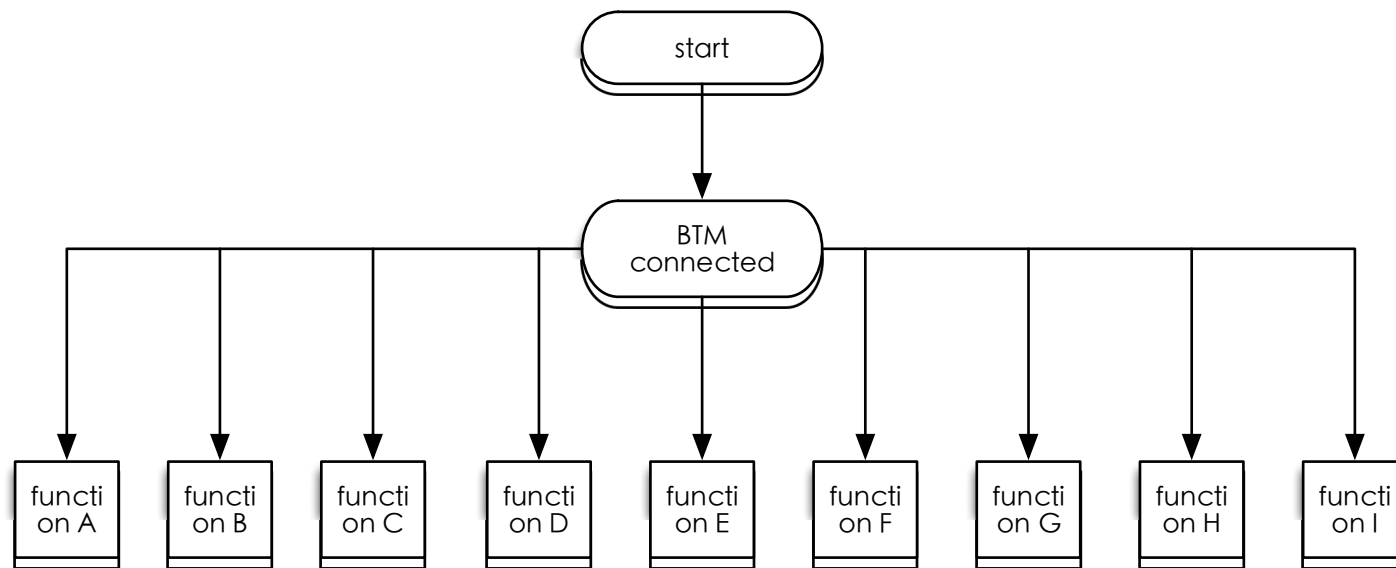 start
BTM
connected
functi
on A
functi
on B
functi
on C
functi
on D
functi
on E
functi
on F
functi
on G
functi
on H
functi
on I